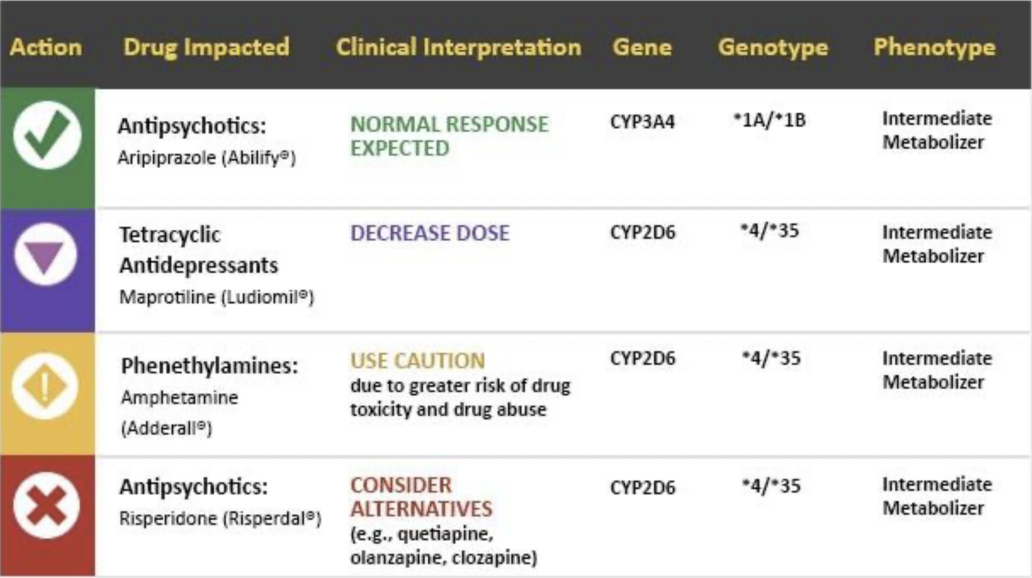 Action Drug Impacted Clinical Interpretation Gene Genotype Phenotype
Antipsychotics:
Aripiprazole (Abilify®)
NORMAL RESPONSE
EXPECTED
CYP3A4
*1A/*1B
Intermediate
Metabolizer
Tetracyclic
Antidepressants
Maprotiline (Ludiomil®)
DECREASE DOSE
CYP2D6
*4/*35
Intermediate
Metabolizer
Phenethylamines:
Amphetamine
(Adderall®)
USE CAUTION
due to greater risk of drug
toxicity and drug abuse
CYP2D6
*4/*35
Intermediate
Metabolizer
Antipsychotics:
Risperidone (Risperdal®)
CONSIDER
ALTERNATIVES
(e.g., quetiapine,
olanzapine, clozapine)
CYP2D6
*4/*35
Intermediate
Metabolizer